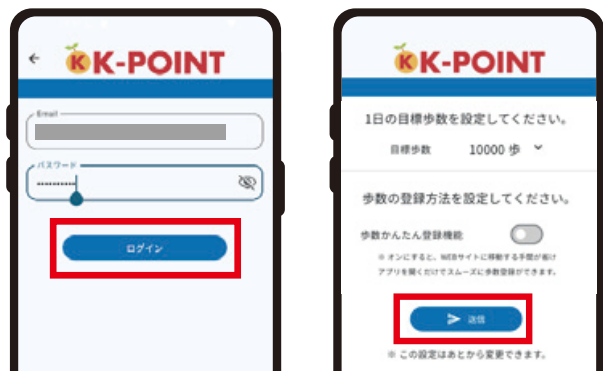 K-POINT
Email
パスワード
ログイン
K-POINT
1日の目標歩数を設定してください。
目標歩数 10000 歩
歩数の登録方法を設定してください。
歩数かんたん登録機能
※ オンにすると、WEBサイトに移動する手間が省け
アプリを開くだけでスムーズに歩数登録ができます。
送信
※ この設定はあとから変更できます。